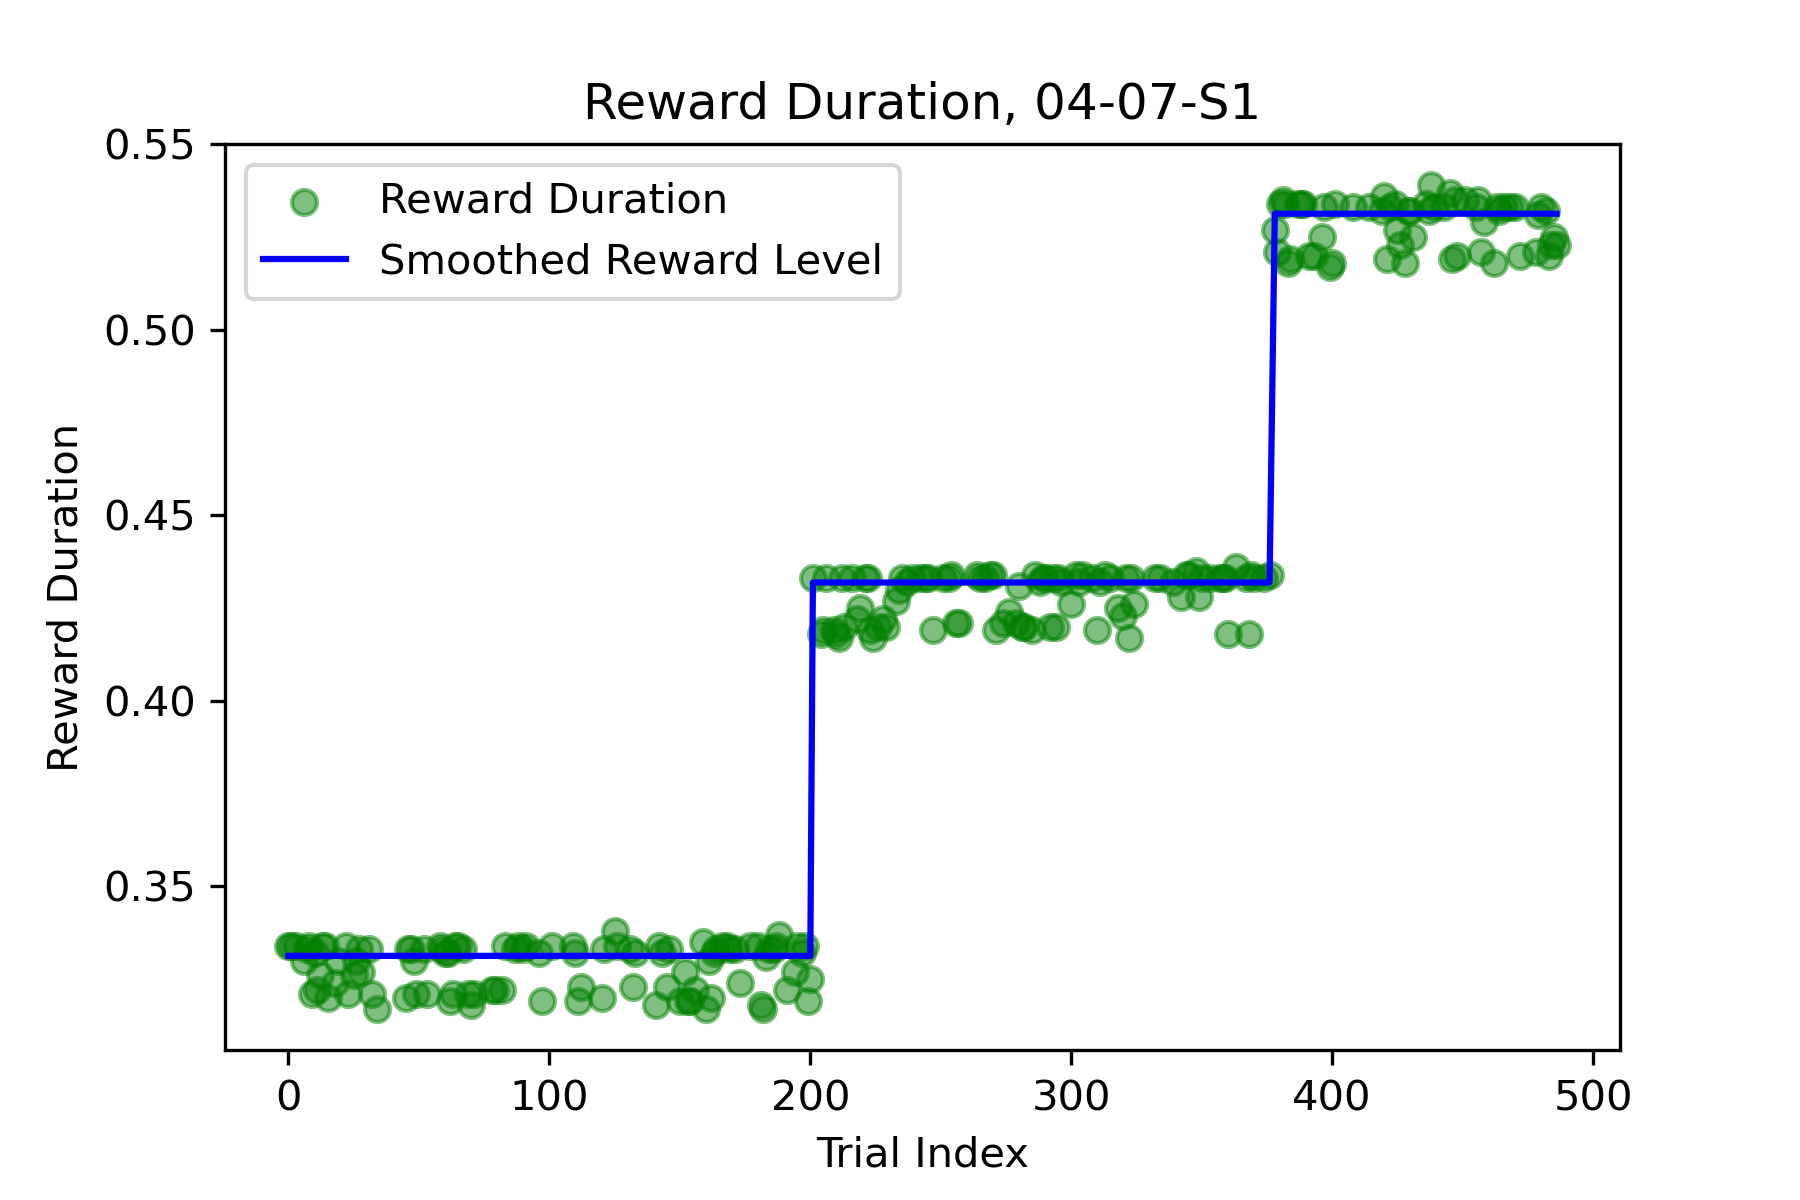 Reward Duration, 04-07-S1
0.55
0.50
0.45
0.40
0.35
Reward Duration
Reward Duration
Smoothed Reward Level
0 100 200 300 400 500
Trial Index